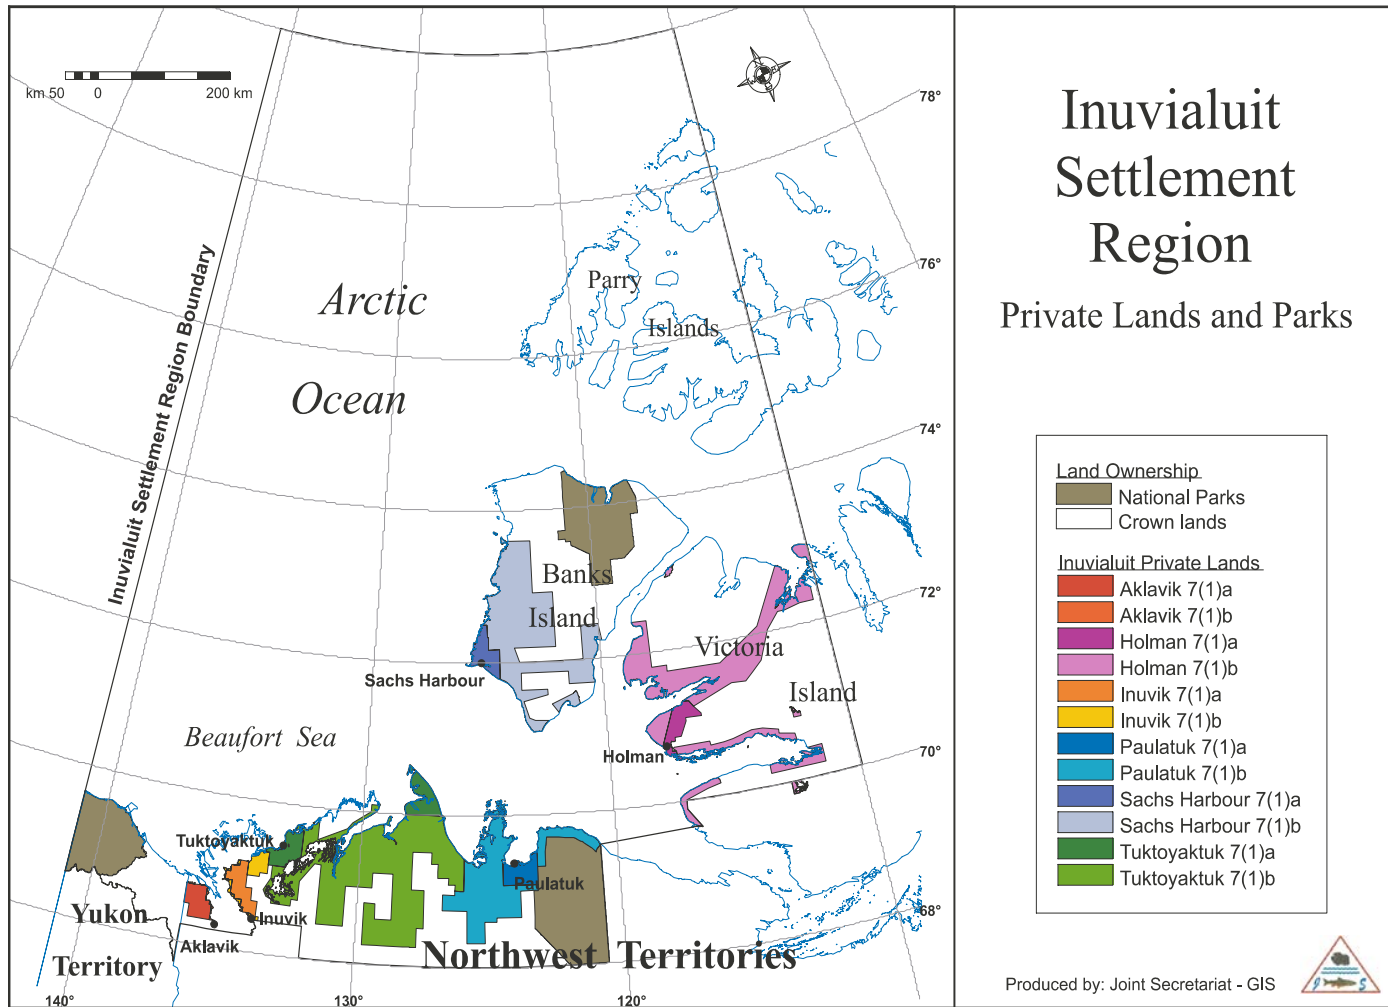 Inuvialuit
Settlement
Region
Private Lands and Parks
km 50 0 200 km
78°
76°
74°
72°
70°
68°
140°
130°
120°
Inuvialuit Settlement Region Boundary
Arctic
Ocean
Parry
Islands
Banks
Island
Victoria
Island
Sachs Harbour
Beaufort Sea
Holman
Tuktoyaktuk
Paulatuk
Inuvik
Aklavik
Yukon
Territory
Northwest Territories
Land Ownership
National Parks
Crown lands
Inuvialuit Private Lands
Aklavik 7(1)a
Aklavik 7(1)b
Holman 7(1)a
Holman 7(1)b
Inuvik 7(1)a
Inuvik 7(1)b
Paulatuk 7(1)a
Paulatuk 7(1)b
Sachs Harbour 7(1)a
Sachs Harbour 7(1)b
Tuktoyaktuk 7(1)a
Tuktoyaktuk 7(1)b
Produced by: Joint Secretariat - GIS
J S